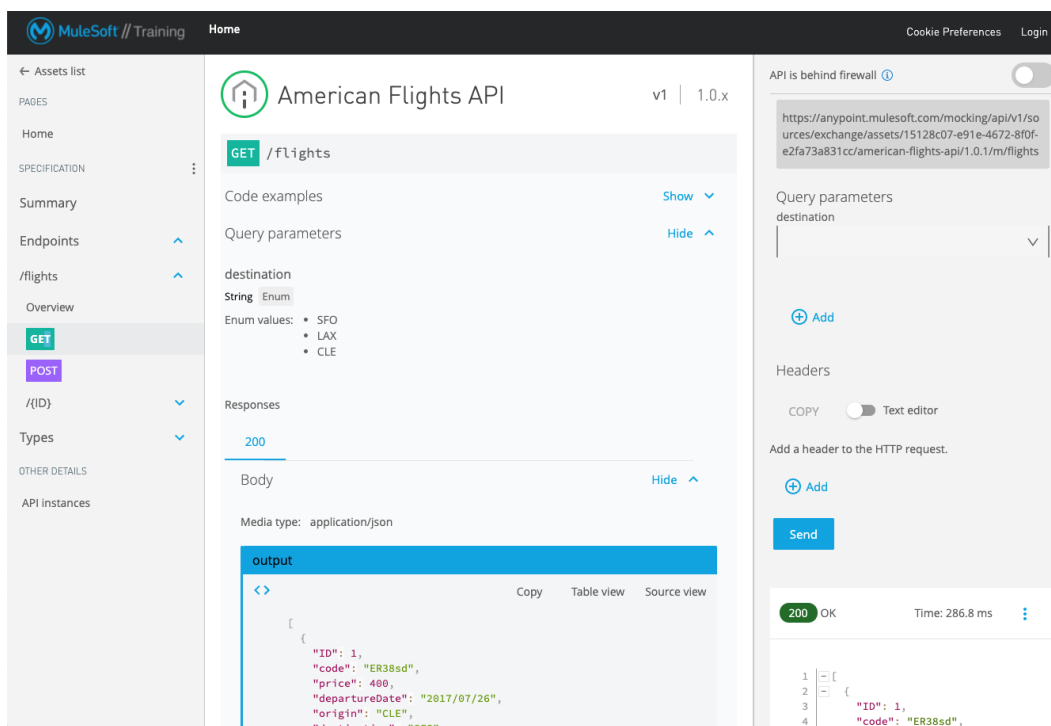 MuleSoft // Training
Home
Cookie Preferences
Login
← Assets list
PAGES
Home
SPECIFICATION
Summary
Endpoints
/flights
Overview
GET
POST
/{ID}
Types
OTHER DETAILS
API instances
American Flights API
v1 | 1.0.x
GET /flights
Code examples
Show
Query parameters
Hide
destination
String Enum
Enum values: • SFO
• LAX
• CLE
Responses
200
Body
Hide
Media type: application/json
output
<> Copy Table view Source view
[
{
"ID": 1,
"code": "ER38sd",
"price": 400,
"departureDate": "2017/07/26",
"origin": "CLE",
API is behind firewall
https://anypoint.mulesoft.com/mocking/api/v1/so
urces/exchange/assets/15128c07-e91e-4672-8f0f-
e2fa73a831cc/american-flights-api/1.0.1/m/flights
Query parameters
destination
Add
Headers
COPY Text editor
Add a header to the HTTP request.
Add
Send
200 OK Time: 286.8 ms
1 [
2 {
3 "ID": 1,
4 "code": "ER38sd",